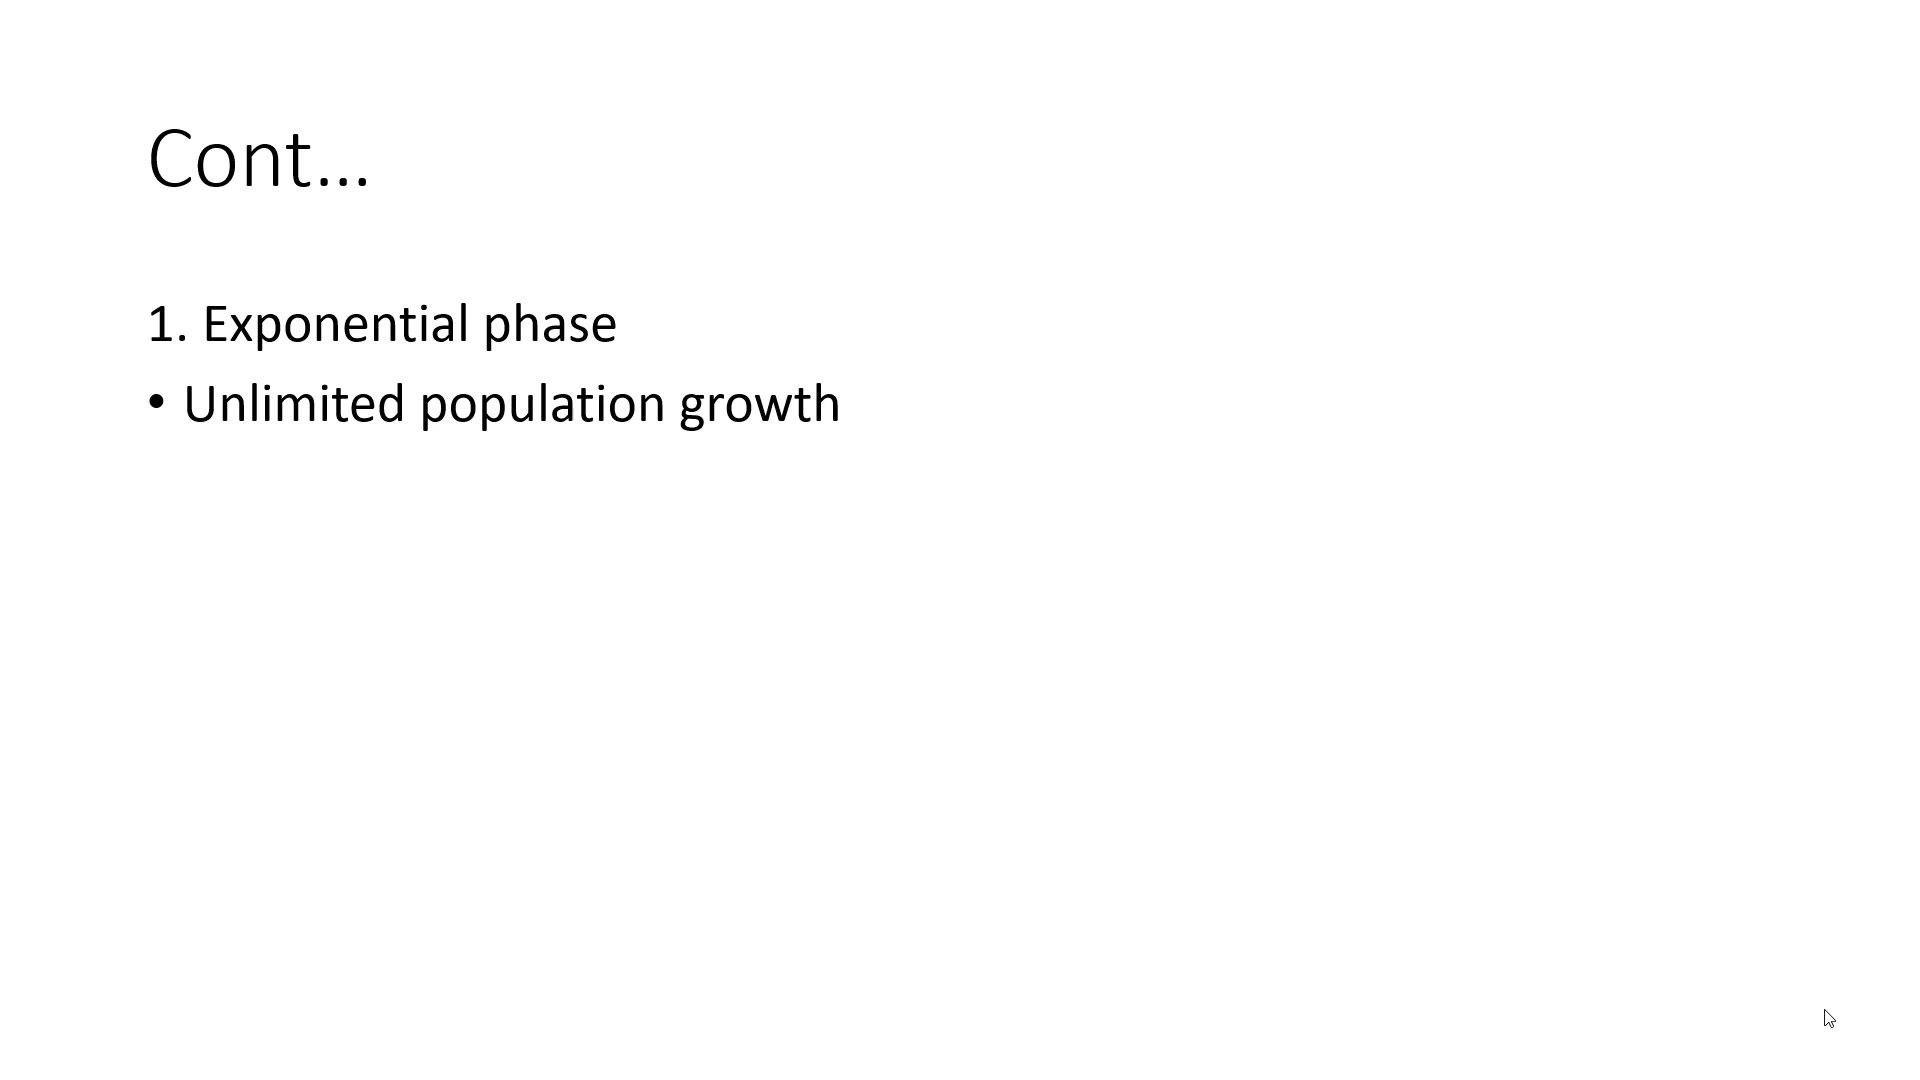 Cont…
1. Exponential phase
• Unlimited population growth